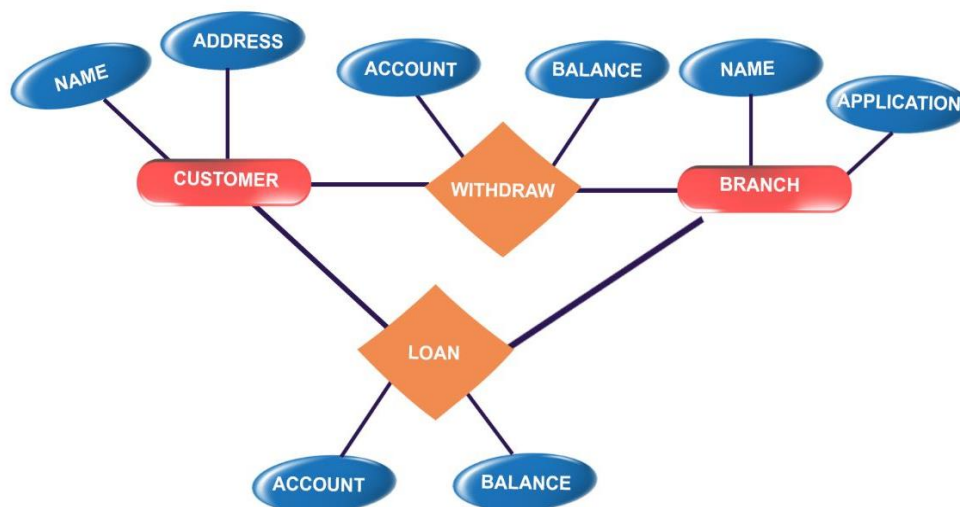 NAME
ADDRESS
ACCOUNT
BALANCE
NAME
APPLICATION
CUSTOMER
WITHDRAW
BRANCH
LOAN
ACCOUNT
BALANCE